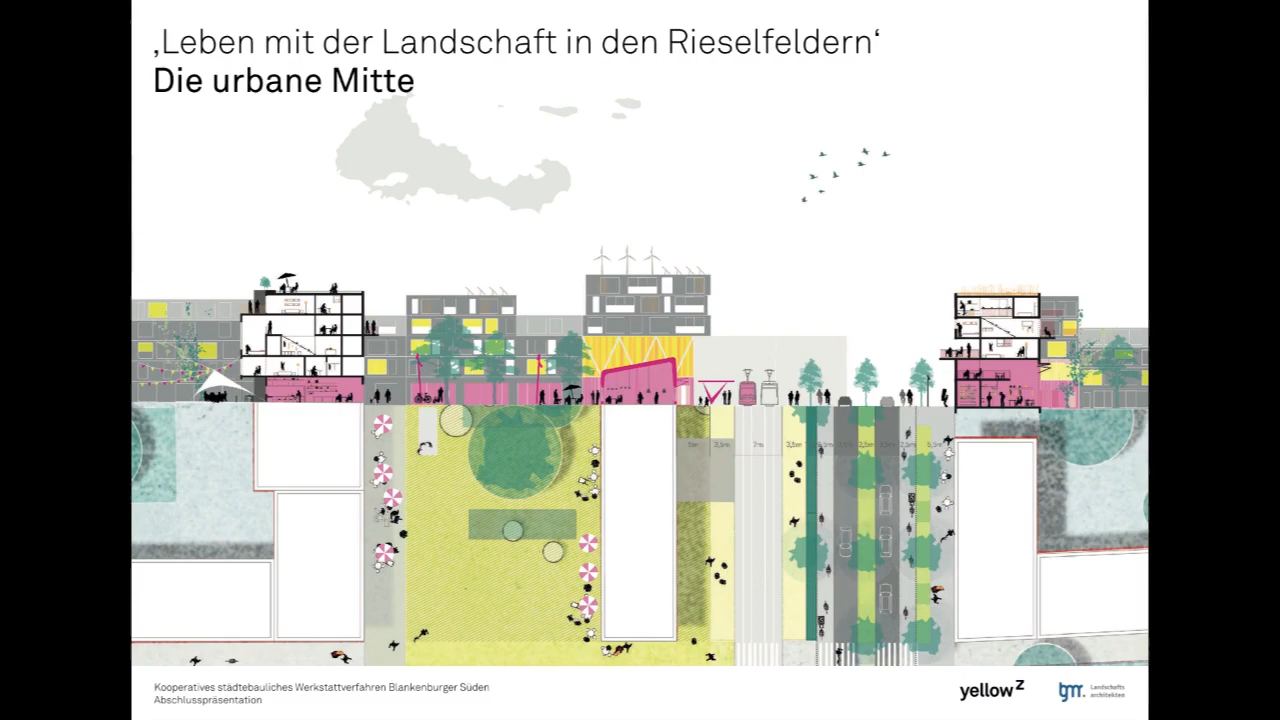 ‚Leben mit der Landschaft in den Rieselfeldern‘
Die urbane Mitte
Kooperatives städtebauliches Werkstattverfahren Blankenburger Süden
Abschlusspräsentation
yellow z
Landschafts
architekten